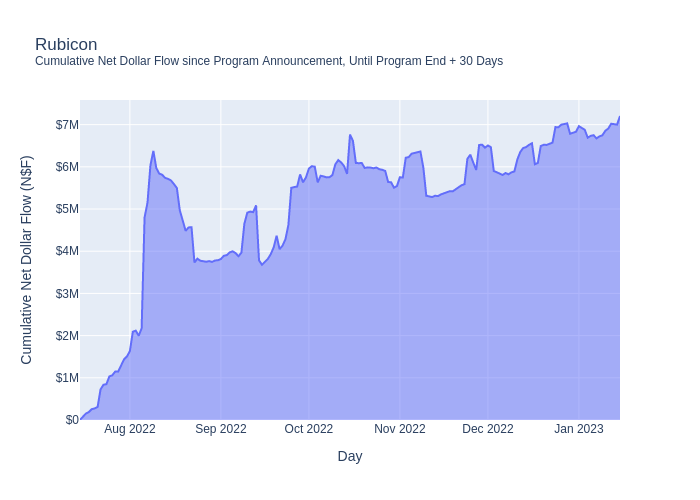 Rubicon
Cumulative Net Dollar Flow since Program Announcement, Until Program End + 30 Days
Cumulative Net Dollar Flow (N$F)
$7M
$6M
$5M
$4M
$3M
$2M
$1M
$0
Aug 2022
Sep 2022
Oct 2022
Nov 2022
Dec 2022
Jan 2023
Day